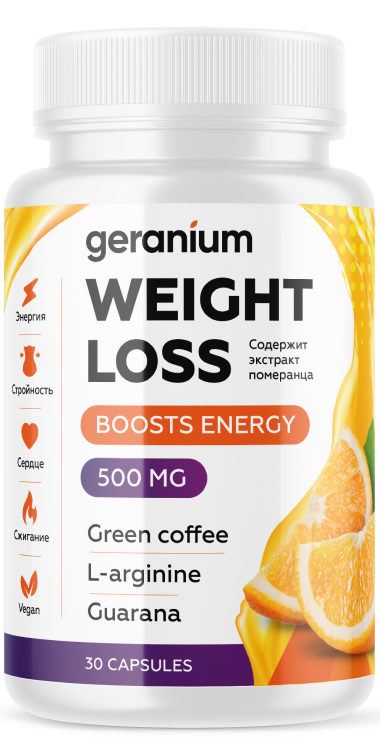 geranium
WEIGHT
LOSS
Содержит
экстракт
померанца
BOOSTS ENERGY
500 MG
Green coffee
L-arginine
Guarana
30 CAPSULES
Энергия
Стройность
Сердце
Сжигание
Vegan